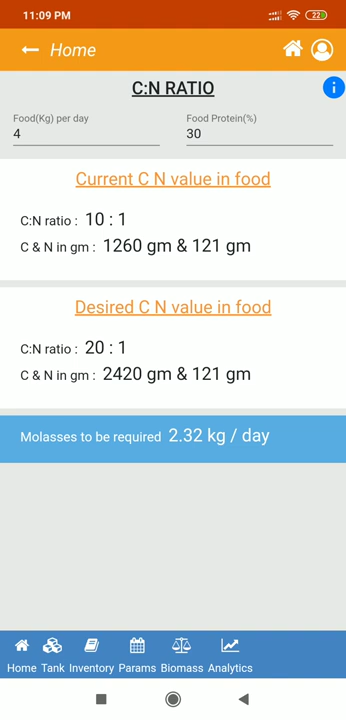 11:09 PM 22
Home
C:N RATIO
Food(Kg) per day Food Protein(%)
4 30
Current C N value in food
C:N ratio : 10 : 1
C & N in gm : 1260 gm & 121 gm
Desired C N value in food
C:N ratio : 20 : 1
C & N in gm : 2420 gm & 121 gm
Molasses to be required 2.32 kg / day
Home Tank Inventory Params Biomass Analytics